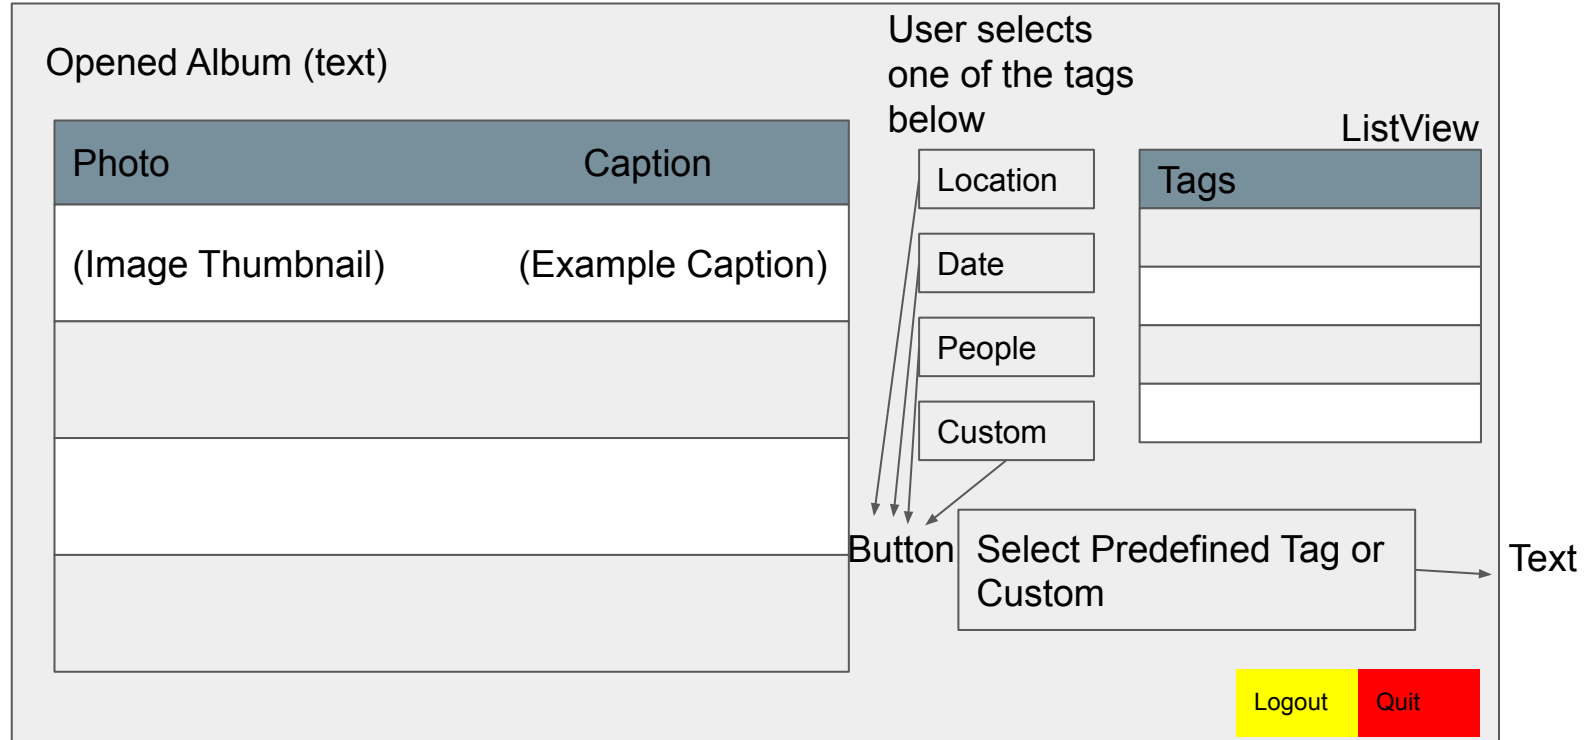 Opened Album (text)
User selects
one of the tags
below
ListView
Photo
Caption
Location
Tags
(Image Thumbnail)
(Example Caption)
Date
People
Custom
Button
Select Predefined Tag or
Custom
Text
Logout
Quit